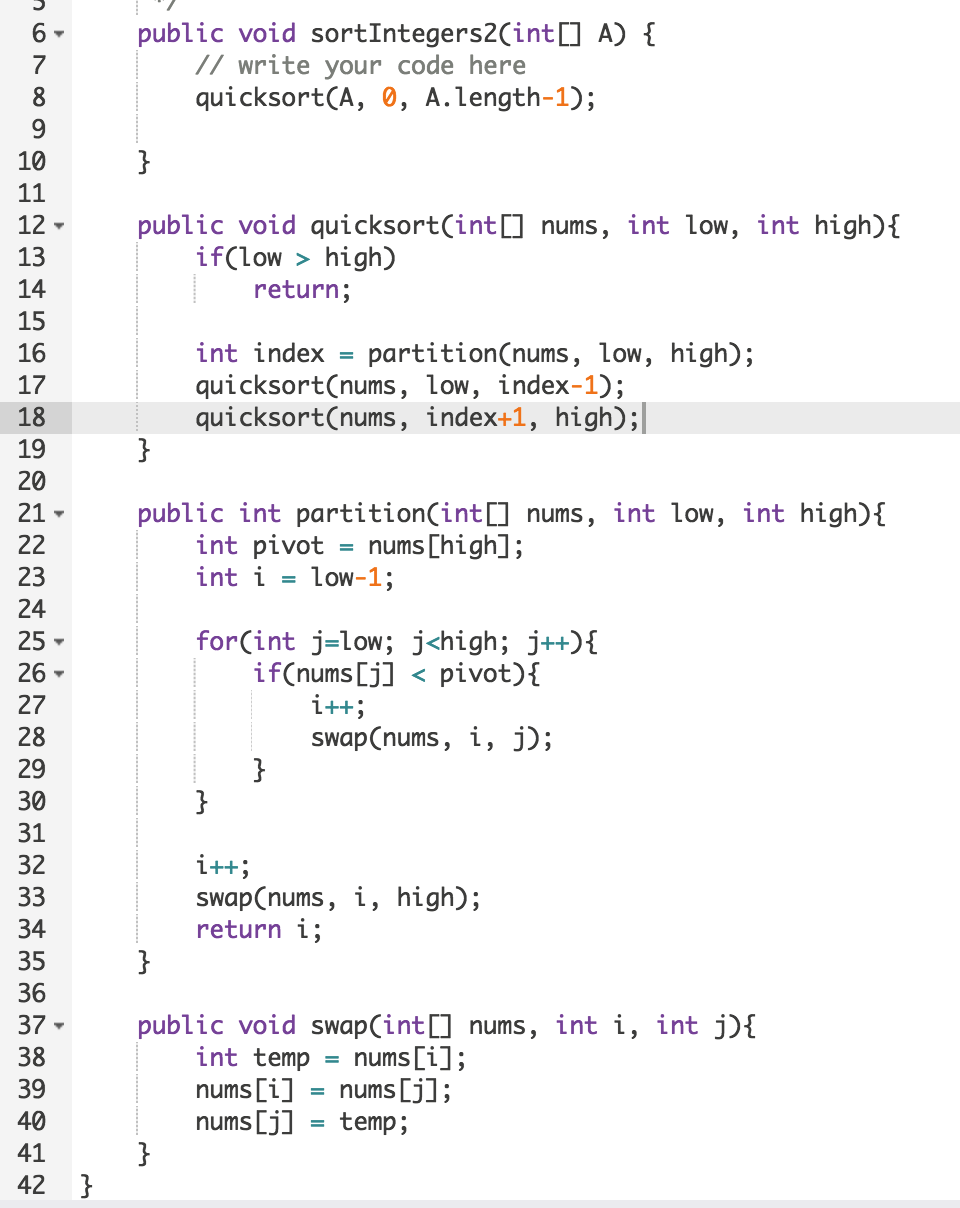 5 */
6 public void sortIntegers2(int[] A) {
7 // write your code here
8 quicksort(A, 0, A.length-1);
9
10 }
11
12 public void quicksort(int[] nums, int low, int high){
13 if(low > high)
14 return;
15
16 int index = partition(nums, low, high);
17 quicksort(nums, low, index-1);
18 quicksort(nums, index+1, high);
19 }
20
21 public int partition(int[] nums, int low, int high){
22 int pivot = nums[high];
23 int i = low-1;
24
25 for(int j=low; j<high; j++){
26 if(nums[j] < pivot){
27 i++;
28 swap(nums, i, j);
29 }
30 }
31
32 i++;
33 swap(nums, i, high);
34 return i;
35 }
36
37 public void swap(int[] nums, int i, int j){
38 int temp = nums[i];
39 nums[i] = nums[j];
40 nums[j] = temp;
41 }
42 }